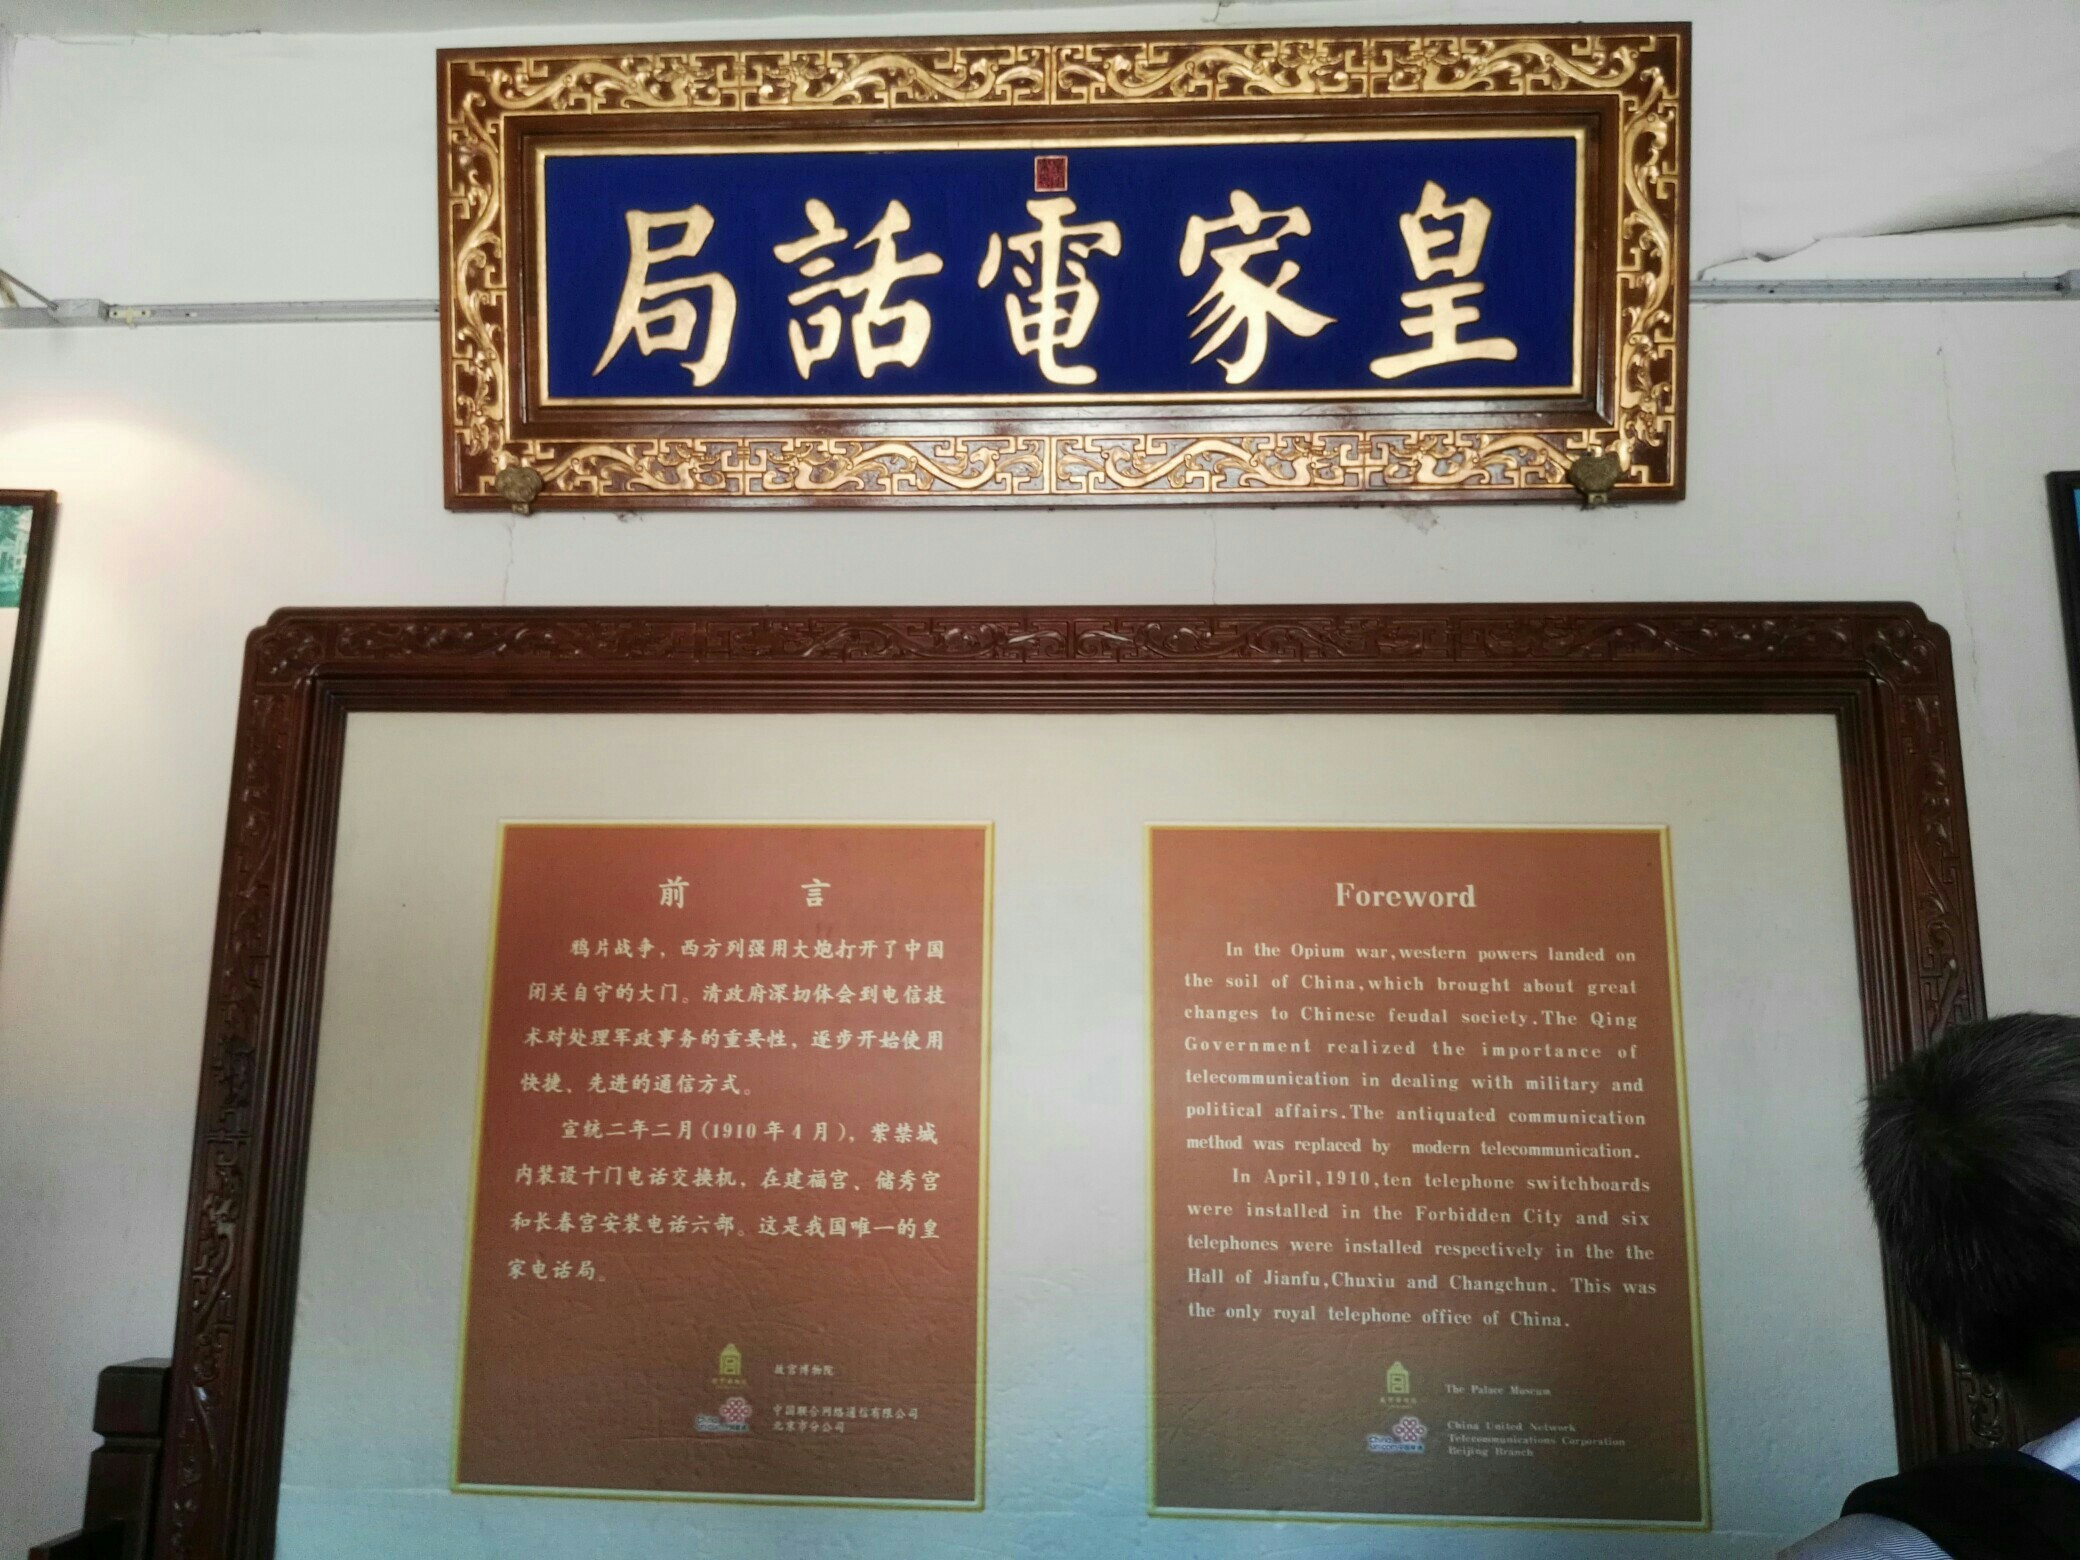 皇家電話局
前 言
鸦片战争，西方列强用大炮打开了中国
闭关自守的大门。清政府深切体会到电信技
术对处理军政事务的重要性，逐步开始使用
快捷、先进的通信方式。
宣统二年二月(1910年4月)，紫禁城
内装设十门电话交换机，在建福宫、储秀宫
和长春宫安装电话六部。这是我国唯一的皇
家电话局。
故宫博物院
中国联合网络通信有限公司
北京市分公司
Foreword
In the Opium war,western powers landed on
the soil of China,which brought about great
changes to Chinese feudal society.The Qing
Government realized the importance of
telecommunication in dealing with military and
political affairs.The antiquated communication
method was replaced by modern telecommunication.
In April,1910,ten telephone switchboards
were installed in the Forbidden City and six
telephones were installed respectively in the the
Hall of Jianfu,Chuxiu and Changchun. This was
the only royal telephone office of China.
The Palace Museum
China United Network
Telecommunications Corporation
Beijing Branch